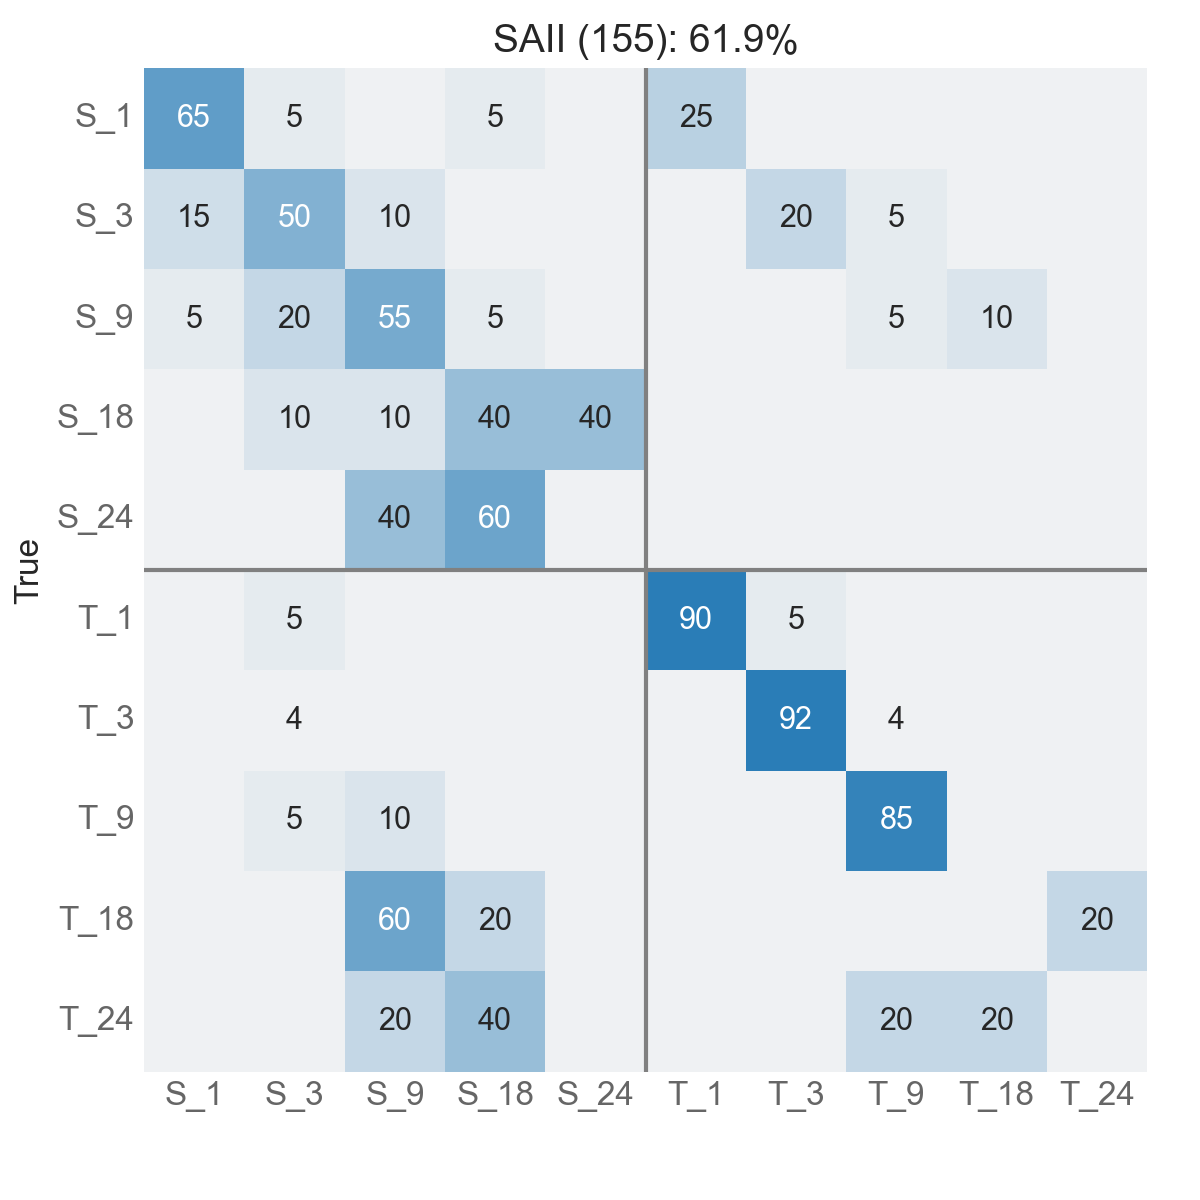 SAII (155): 61.9%
S_1 65 5 5 25
S_3 15 50 10 20 5
S_9 5 20 55 5 5 10
S_18 10 10 40 40
S_24 40 60
True
T_1 5 90 5
T_3 4 92 4
T_9 5 10 85
T_18 60 20 20
T_24 20 40 20 20
S_1 S_3 S_9 S_18 S_24 T_1 T_3 T_9 T_18 T_24